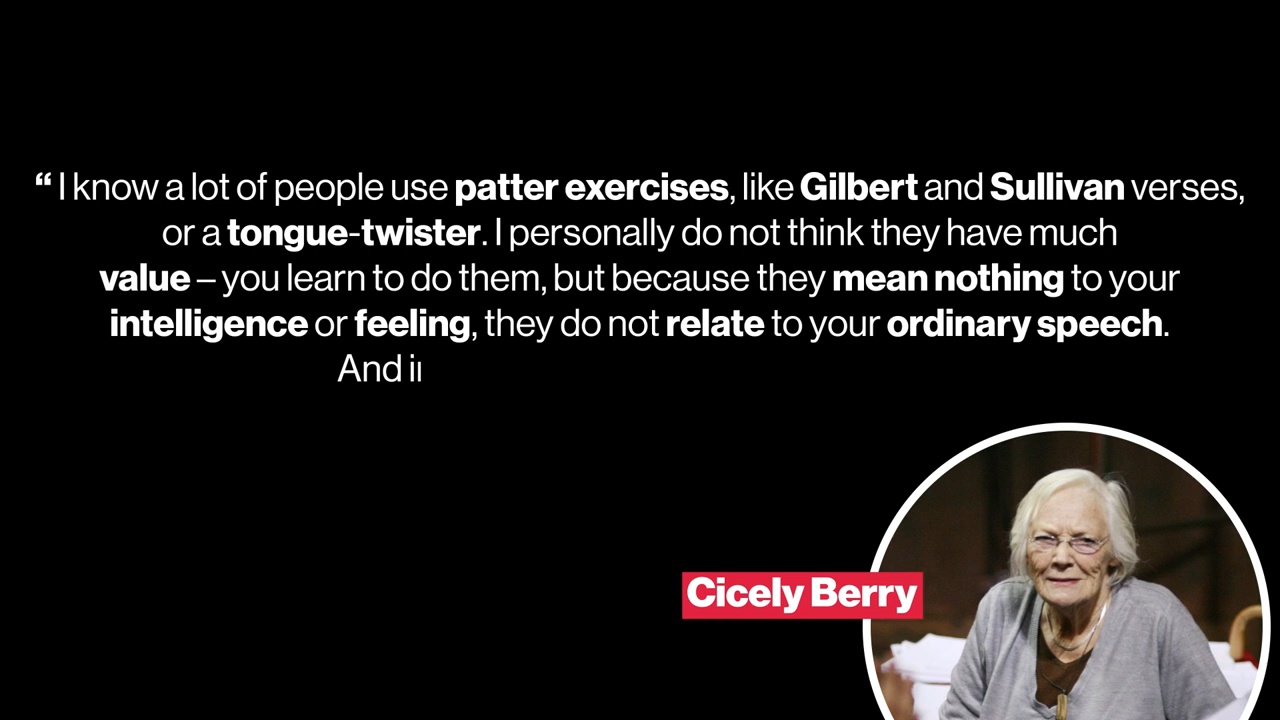 “ I know a lot of people use patter exercises, like Gilbert and Sullivan verses,
or a tongue-twister. I personally do not think they have much
value – you learn to do them, but because they mean nothing to your
intelligence or feeling, they do not relate to your ordinary speech.
And
Cicely Berry